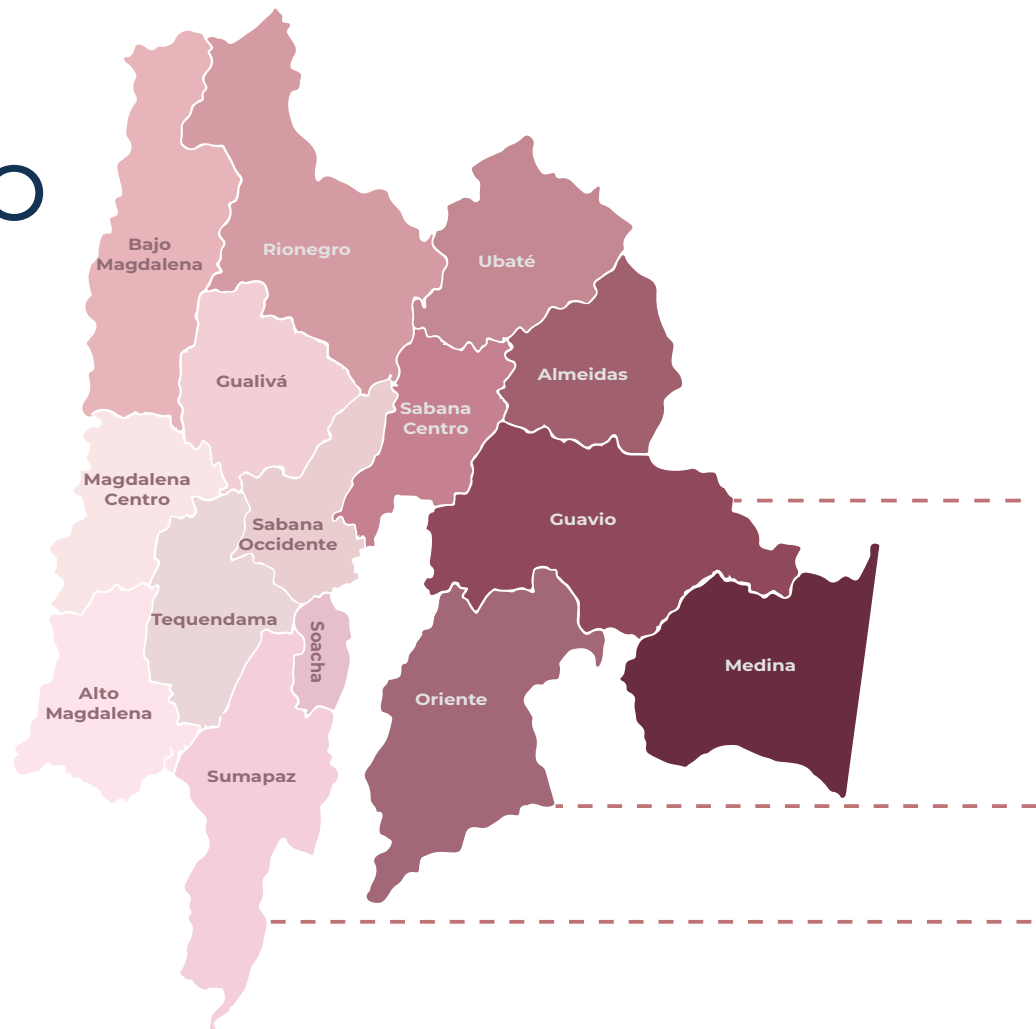 Bajo
Magdalena
Rionegro
Ubaté
Gualivá
Almeidas
Sabana
Centro
Magdalena
Centro
Sabana
Occidente
Guavio
Tequendama
Soacha
Medina
Alto
Magdalena
Oriente
Sumapaz